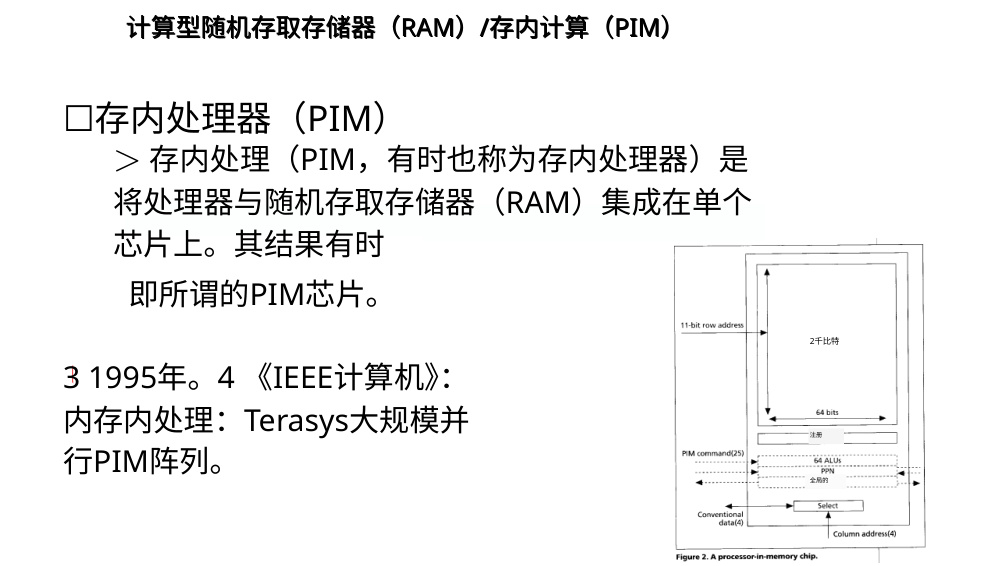 计算型随机存取存储器（RAM）/存内计算（PIM）
☐存内处理器（PIM）
＞存内处理（PIM，有时也称为存内处理器）是
将处理器与随机存取存储器（RAM）集成在单个
芯片上。其结果有时
即所谓的PIM芯片。
3 1995年。4 《IEEE计算机》：
内存内处理：Terasys大规模并
行PIM阵列。
11-bit row address
2千比特
64 bits
注册
PIM command(25)
64 ALUs
PPN
全局的
Select
Conventional
data(4)
Column address(4)
Figure 2. A processor-in-memory chip.